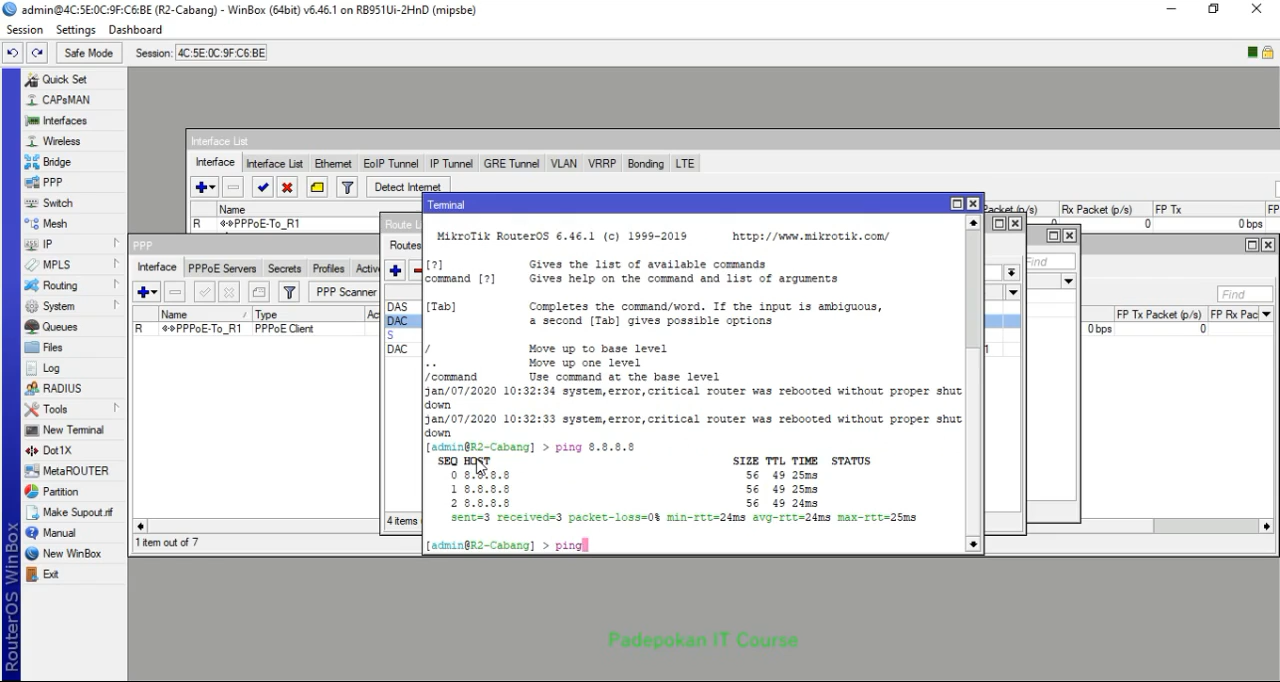 admin@4C:5E:0C:9F:C6:BE (R2-Cabang) - WinBox (64bit) v6.46.1 on RB951Ui-2HnD (mipsbe)
Session Settings Dashboard
Safe Mode Session: 4C:5E:0C:9F:C6:BE
Quick Set
CAPsMAN
Interfaces
Wireless
Bridge
PPP
Switch
Mesh
IP
MPLS
Routing
System
Queues
Files
Log
RADIUS
Tools
New Terminal
Dot1X
MetaROUTER
Partition
Make Supout.rif
Manual
New WinBox
Exit
RouterOS WinBox
Interface List
Interface Interface List Ethernet EoIP Tunnel IP Tunnel GRE Tunnel VLAN VRRP Bonding LTE
Detect Internet
Name Packet (p/s) Rx Packet (p/s) FP Tx FP
R PPPoE-To_R1 0 0 0 bps
PPP
Interface PPPoE Servers Secrets Profiles Active
PPP Scanner
Name Type Ac
R PPPoE-To_R1 PPPoE Client
1 item out of 7
Route L
Routes
DAS
DAC
S
DAC
4 items
Find
Find
FP Tx Packet (p/s) FP Rx Pac
0 bps 0
Terminal
MikroTik RouterOS 6.46.1 (c) 1999-2019 http://www.mikrotik.com/
[?] Gives the list of available commands
command [?] Gives help on the command and list of arguments
[Tab] Completes the command/word. If the input is ambiguous,
a second [Tab] gives possible options
/ Move up to base level
.. Move up one level
/command Use command at the base level
jan/07/2020 10:32:34 system,error,critical router was rebooted without proper shut
down
jan/07/2020 10:32:33 system,error,critical router was rebooted without proper shut
down
[admin@R2-Cabang] > ping 8.8.8.8
SEQ HOST SIZE TTL TIME STATUS
0 8.8.8.8 56 49 25ms
1 8.8.8.8 56 49 25ms
2 8.8.8.8 56 49 24ms
sent=3 received=3 packet-loss=0% min-rtt=24ms avg-rtt=24ms max-rtt=25ms
[admin@R2-Cabang] > ping
Padepokan IT Course